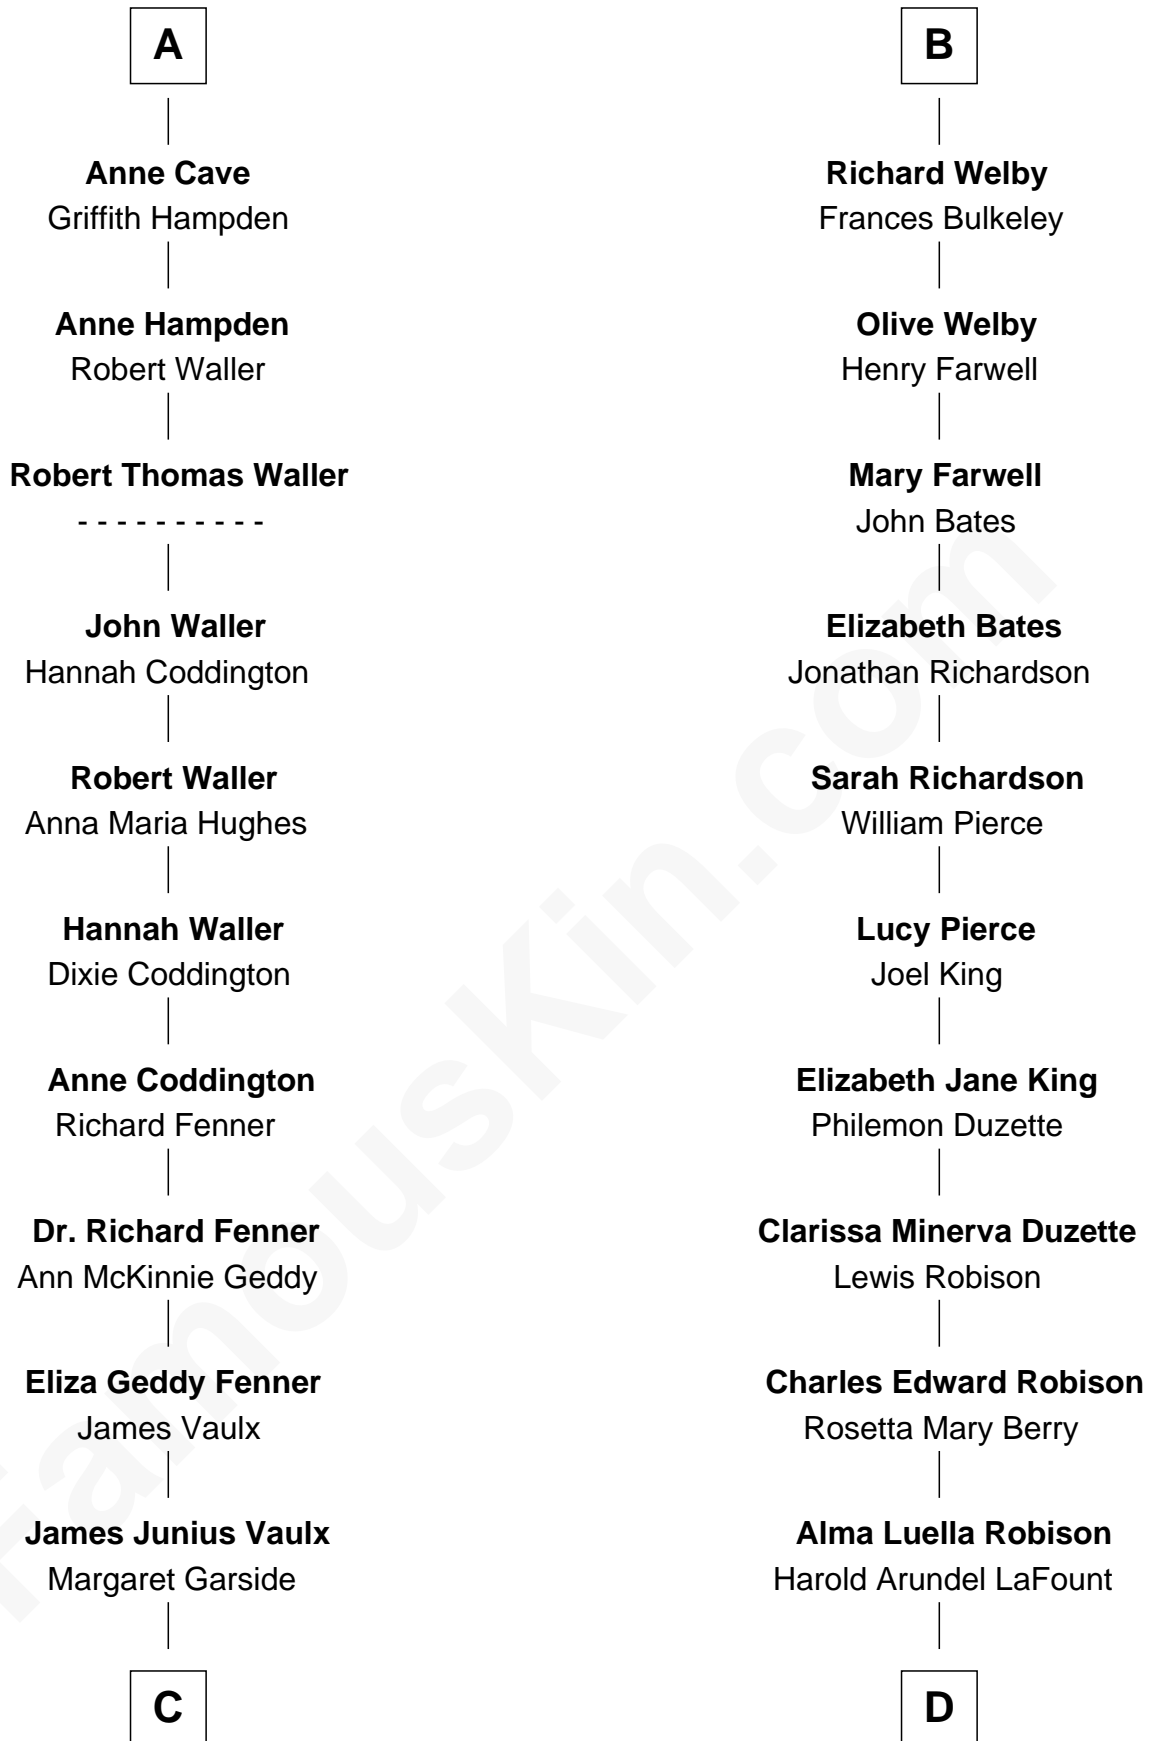 A
Anne Cave
Griffith Hampden
Anne Hampden
Robert Waller
Robert Thomas Waller
- - - - - - - - - -
John Waller
Hannah Coddington
Robert Waller
Anna Maria Hughes
Hannah Waller
Dixie Coddington
Anne Coddington
Richard Fenner
Dr. Richard Fenner
Ann McKinnie Geddy
Eliza Geddy Fenner
James Vaulx
James Junius Vaulx
Margaret Garside
C
B
Richard Welby
Frances Bulkeley
Olive Welby
Henry Farwell
Mary Farwell
John Bates
Elizabeth Bates
Jonathan Richardson
Sarah Richardson
William Pierce
Lucy Pierce
Joel King
Elizabeth Jane King
Philemon Duzette
Clarissa Minerva Duzette
Lewis Robison
Charles Edward Robison
Rosetta Mary Berry
Alma Luella Robison
Harold Arundel LaFount
D
FamousKin.com